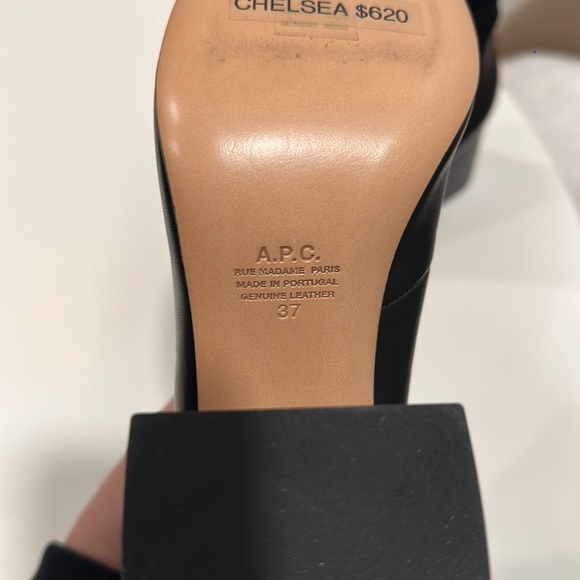 CHELSEA $620
A.P.C.
RUE MADAME PARIS
MADE IN PORTUGAL
GENUINE LEATHER
37